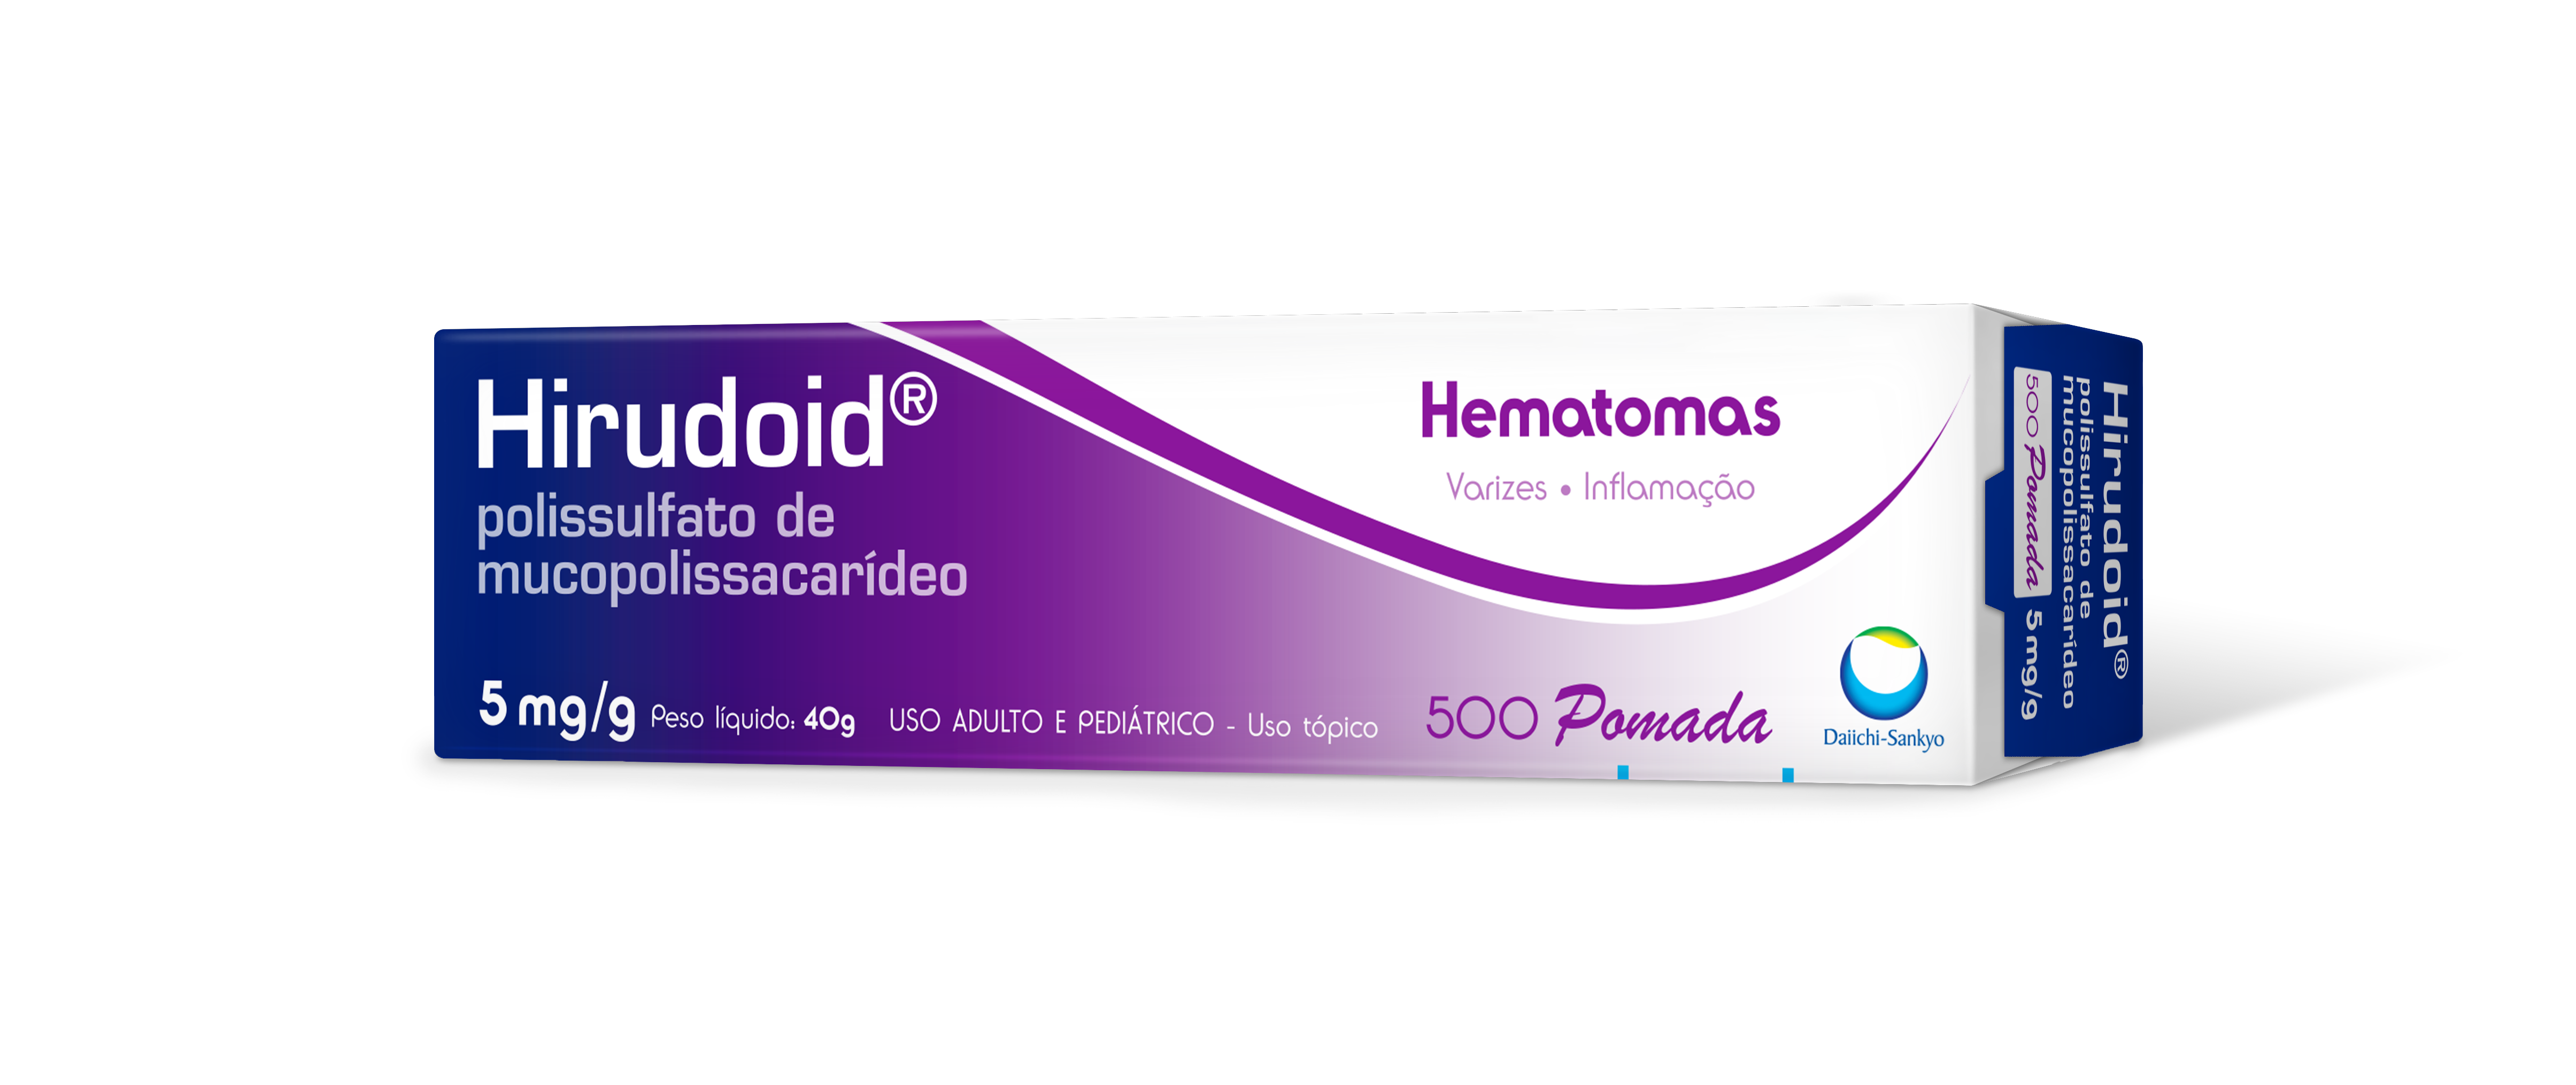 Hirudoid®
polissulfato de
mucopolissacarídeo
5 mg/g Peso líquido: 40g USO ADULTO E PEDIÁTRICO - Uso tópico
Hematomas
Varizes • Inflamação
500 Pomada
Daiichi-Sankyo
Hirudoid®
polissulfato de
mucopolissacarídeo
500 Pomada 5 mg/g